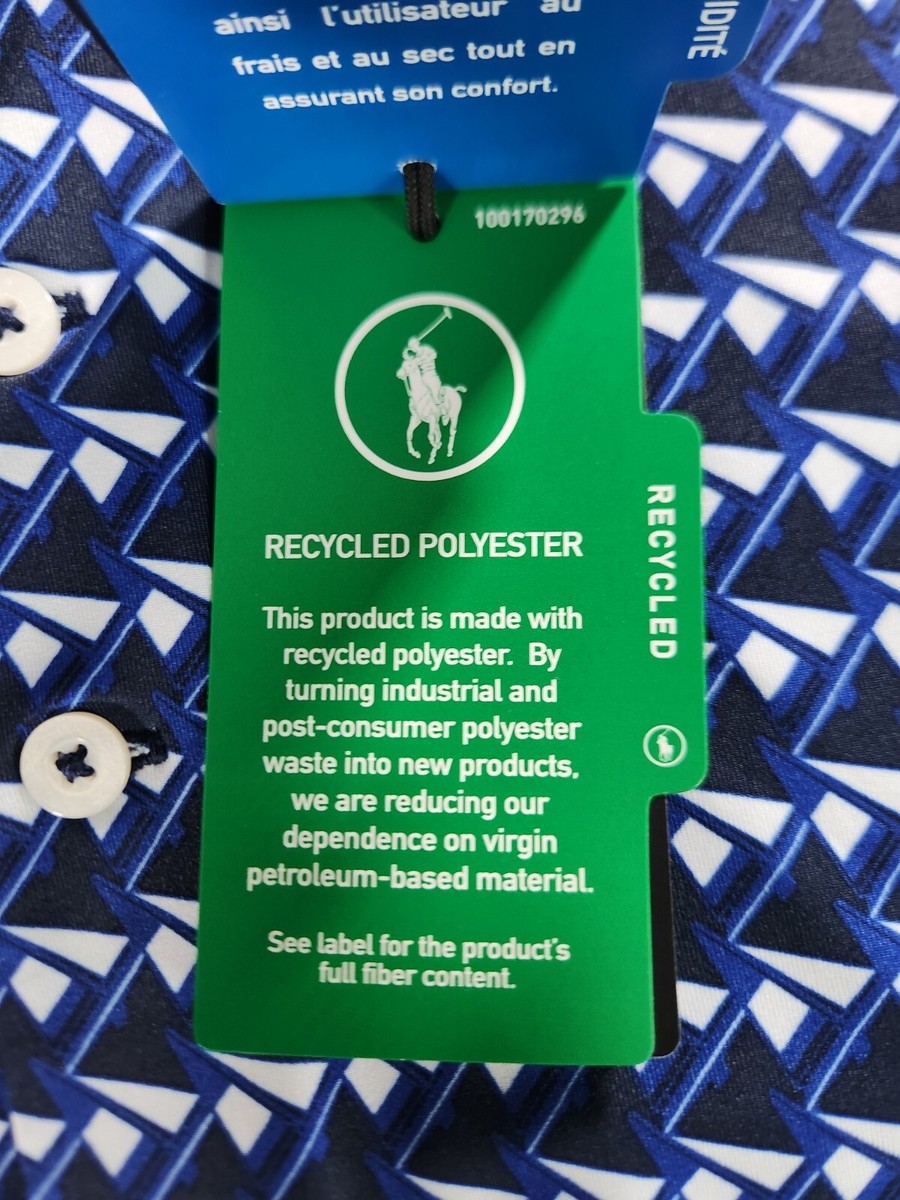 ainsi l'utilisateur au
frais et au sec tout en
assurant son confort.
100170296
RECYCLED POLYESTER
This product is made with
recycled polyester. By
turning industrial and
post-consumer polyester
waste into new products,
we are reducing our
dependence on virgin
petroleum-based material.
See label for the product's
full fiber content.
RECYCLED